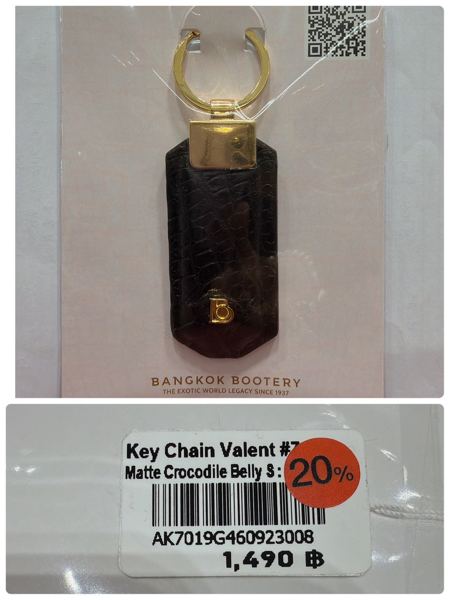 B
BANGKOK BOOTERY
THE EXOTIC WORLD LEGACY SINCE 1937
Key Chain Valent
Matte Crocodile Belly S :
20%
AK7019G460923008
1,490 ฿